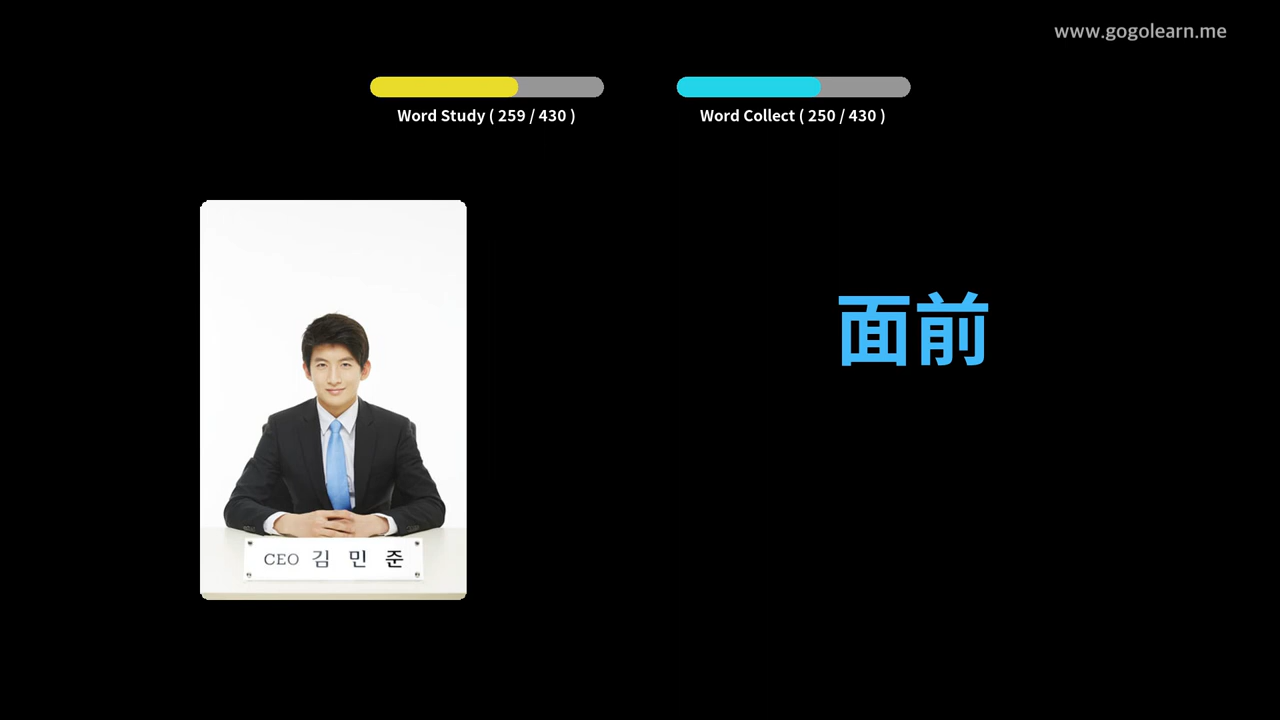 www.gogolearn.me
Word Study ( 259 / 430 )
Word Collect ( 250 / 430 )
面前
CEO 김 민 준